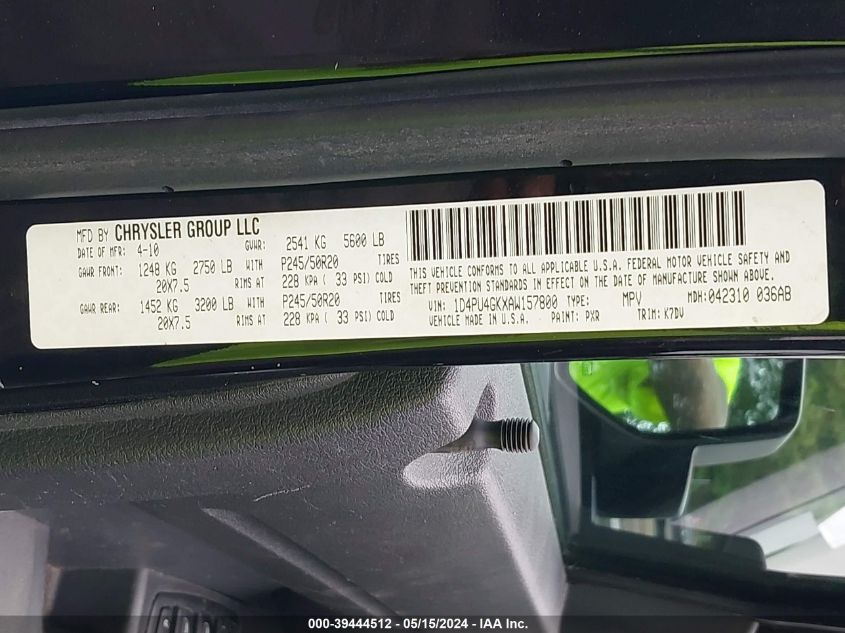 MFD BY CHRYSLER GROUP LLC
DATE OF MFR: 4-10 GVWR: 2541 KG 5600 LB
GAWR FRONT: 1248 KG 2750 LB WITH P245/50R20 TIRES
20X7.5 RIMS AT 228 KPA ( 33 PSI) COLD
GAWR REAR: 1452 KG 3200 LB WITH P245/50R20 TIRES
20X7.5 RIMS AT 228 KPA ( 33 PSI) COLD
THIS VEHICLE CONFORMS TO ALL APPLICABLE U.S.A. FEDERAL MOTOR VEHICLE SAFETY AND
THEFT PREVENTION STANDARDS IN EFFECT ON THE DATE OF MANUFACTURE SHOWN ABOVE.
VIN: 1D4PU4GKXAW157800 TYPE: MPV MDH: 042310 036AB
VEHICLE MADE IN U.S.A. PAINT: PXR TRIM: K7DV
000-39444512 - 05/15/2024 - IAA Inc.